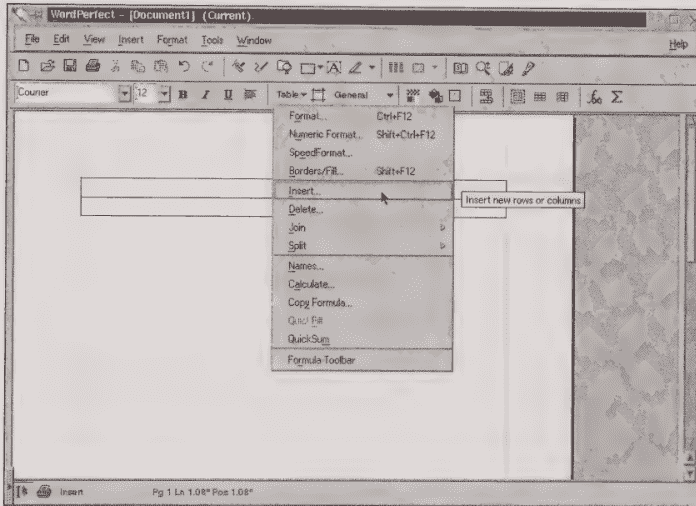 WordPerfect - [Document1] (Current)
File Edit View Insert Format Tools Window Help
Courier 12 B I U Table General
Format... Ctrl+F12
Numeric Format... Shift+Ctrl+F12
SpeedFormat...
Borders/Fill... Shift+F12
Insert...
Insert new rows or columns
Delete...
Join
Split
Names...
Calculate...
Copy Formula...
Quick Fill
QuickSum
Formula Toolbar
Insert Pg 1 Ln 1.08" Pos 1.08"